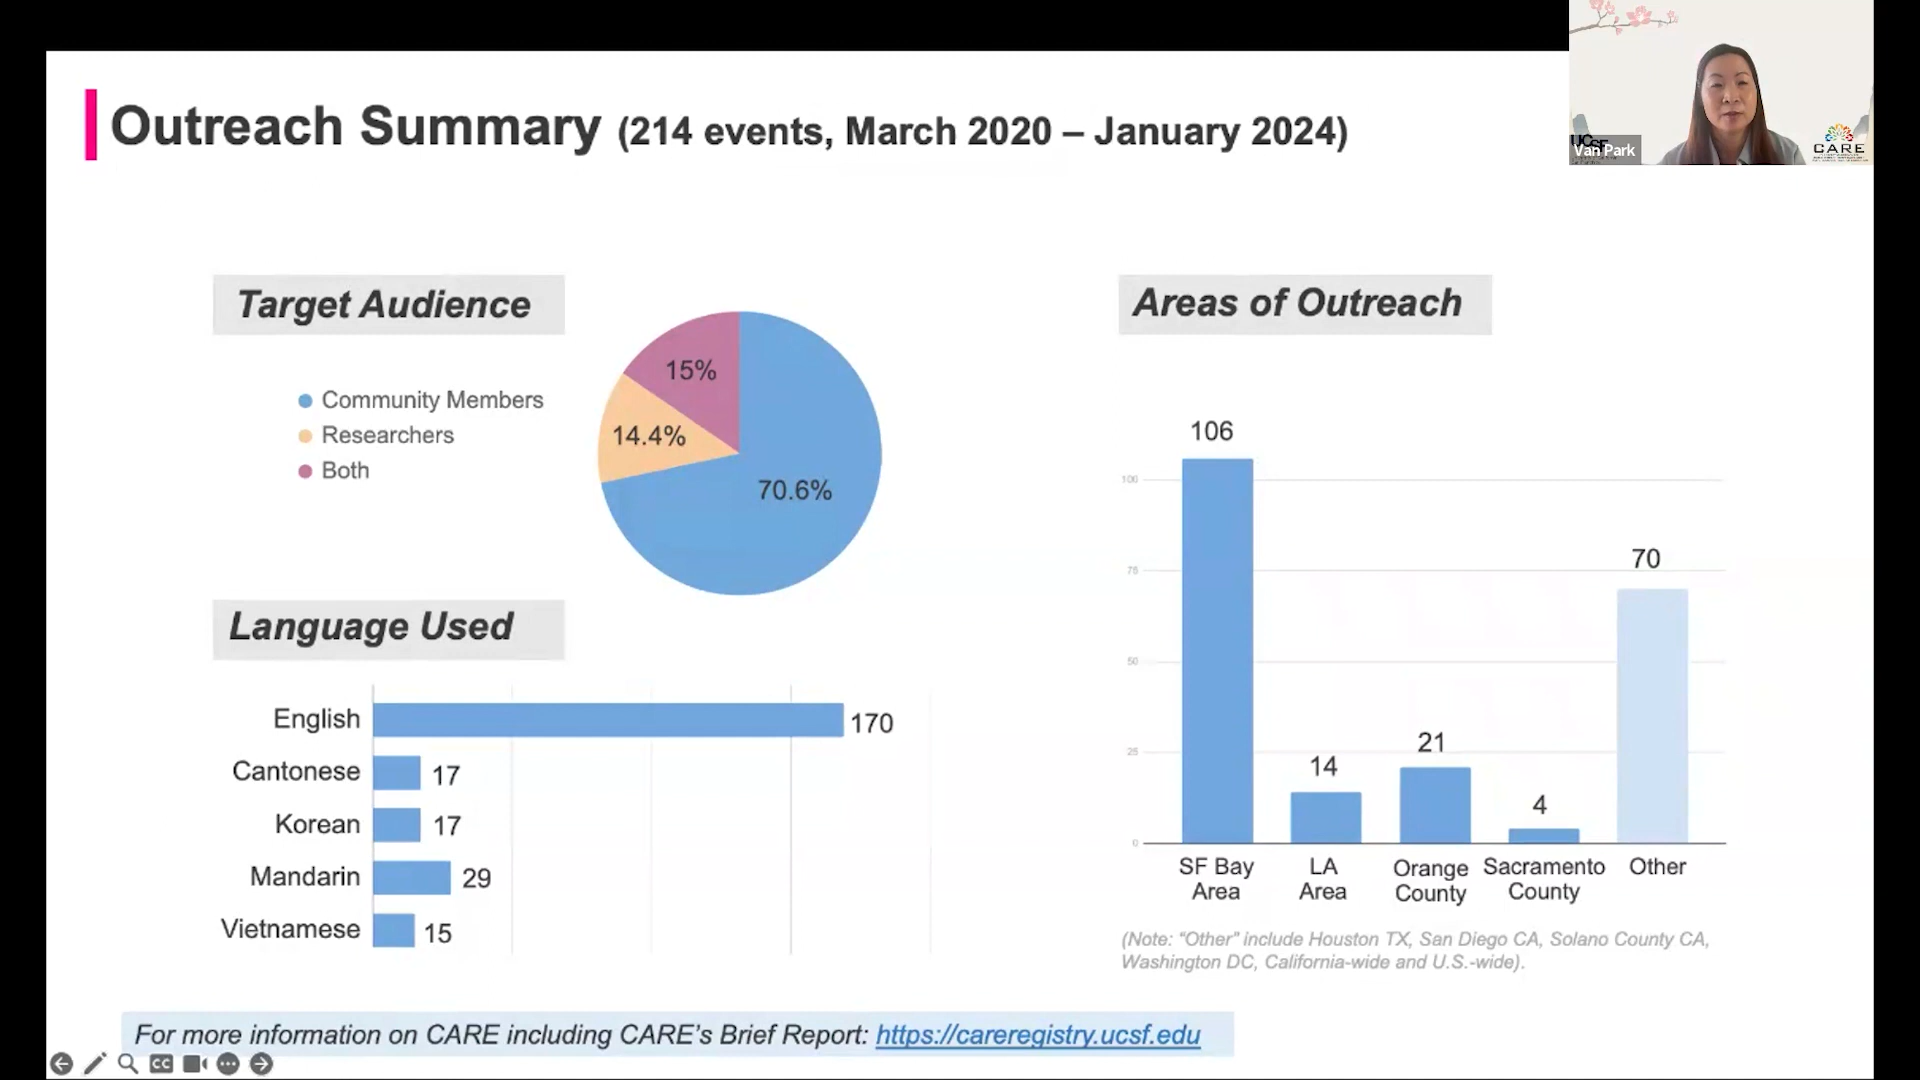 Outreach Summary (214 events, March 2020 – January 2024)
UCSF
Van Park
CARE
Target Audience
Community Members
Researchers
Both
15%
14.4%
70.6%
Language Used
English 170
Cantonese 17
Korean 17
Mandarin 29
Vietnamese 15
Areas of Outreach
106
100
75
70
50
25
21
14
4
0
SF Bay Area
LA Area
Orange County
Sacramento County
Other
(Note: “Other” include Houston TX, San Diego CA, Solano County CA,
Washington DC, California-wide and U.S.-wide).
For more information on CARE including CARE’s Brief Report: https://careregistry.ucsf.edu
CC